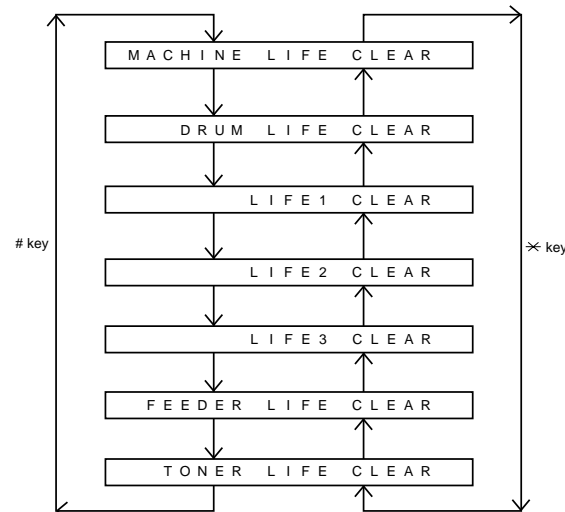 MACHINE LIFE CLEAR
DRUM LIFE CLEAR
LIFE1 CLEAR
# key
✳ key
LIFE2 CLEAR
LIFE3 CLEAR
FEEDER LIFE CLEAR
TONER LIFE CLEAR